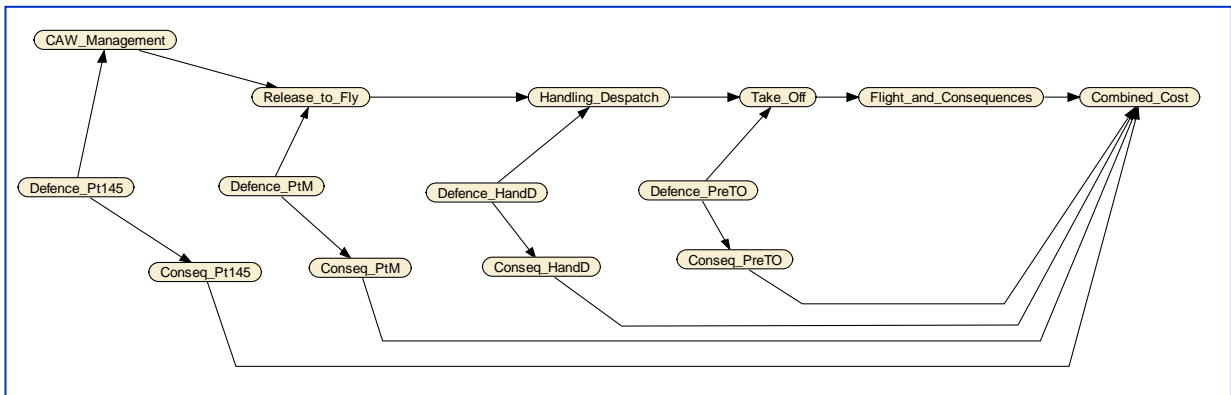 CAW_Management
Release_to_Fly
Handling_Despatch
Take_Off
Flight_and_Consequences
Combined_Cost
Defence_Pt145
Defence_PtM
Defence_HandD
Defence_PreTO
Conseq_Pt145
Conseq_PtM
Conseq_HandD
Conseq_PreTO